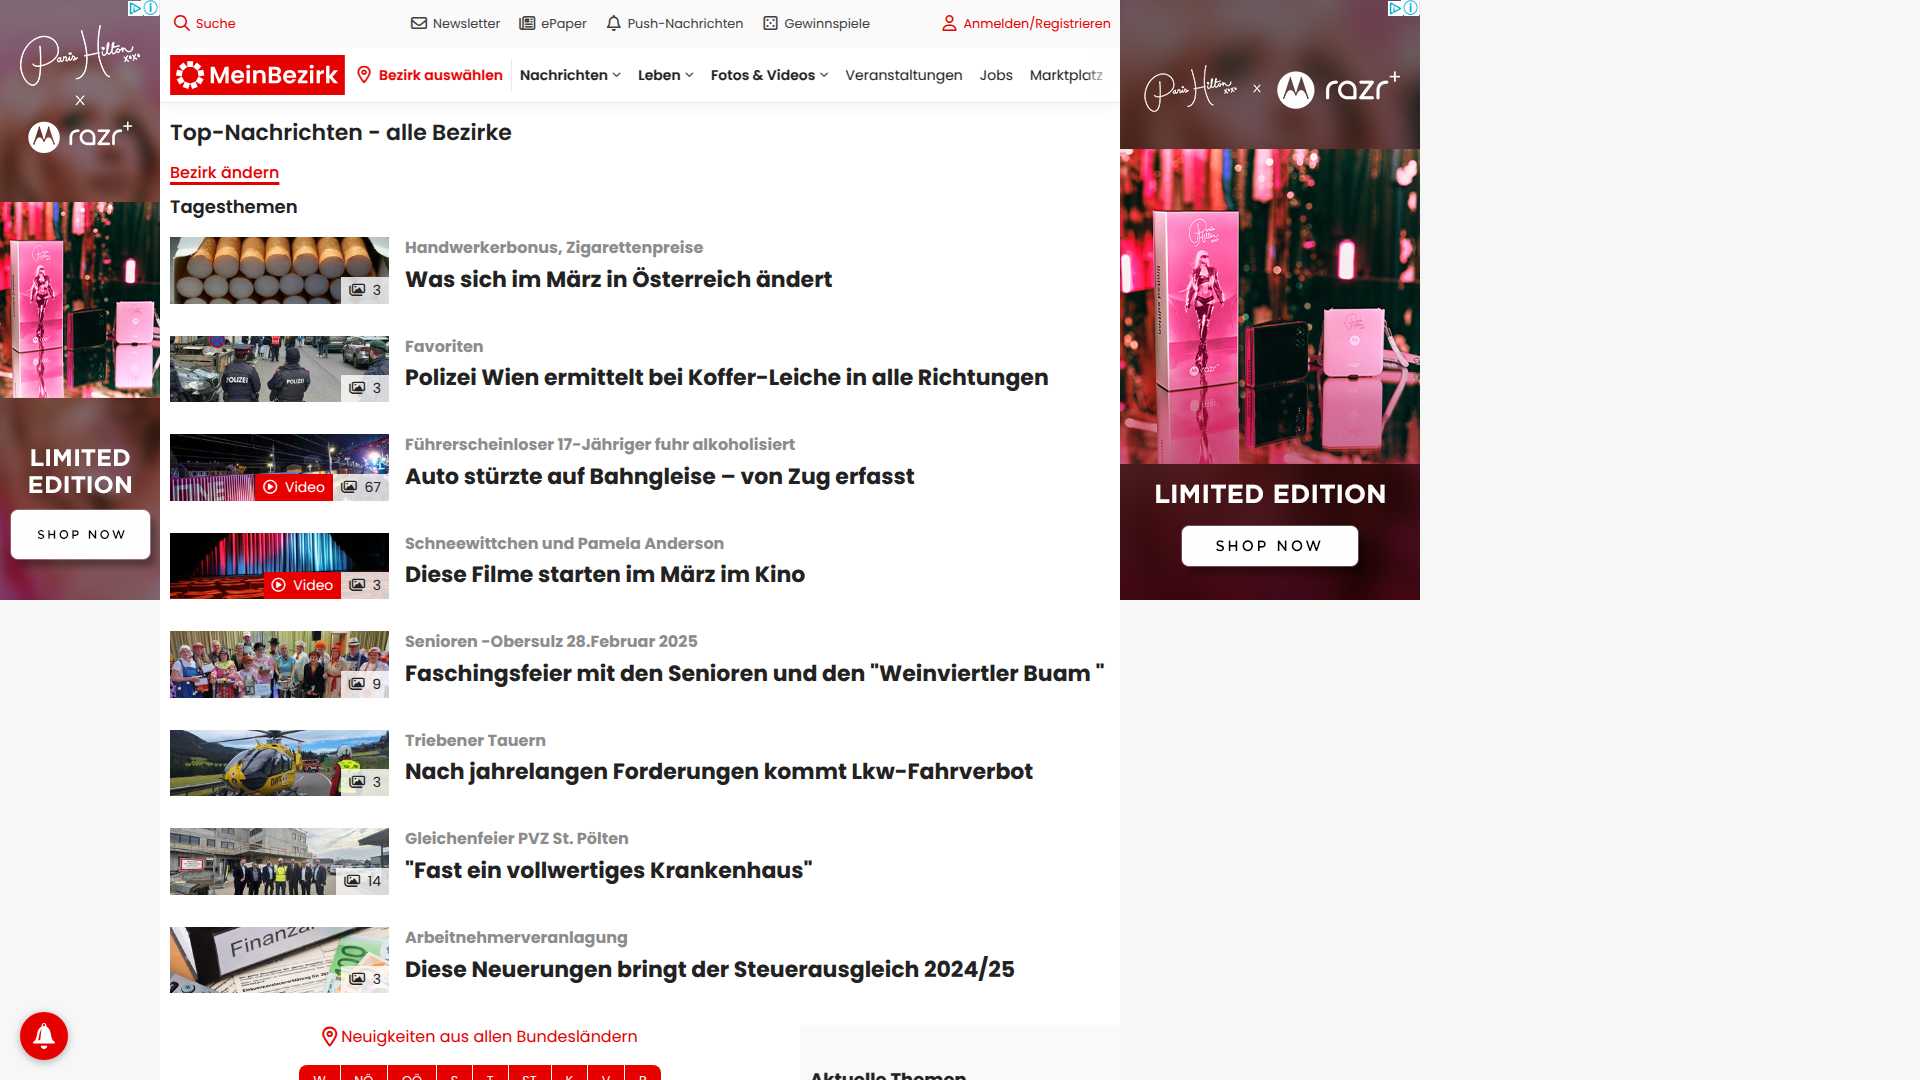 Suche
Newsletter
ePaper
Push-Nachrichten
Gewinnspiele
Anmelden/Registrieren
MeinBezirk
Bezirk auswählen
Nachrichten
Leben
Fotos & Videos
Veranstaltungen
Jobs
Marktplatz
Paris Hilton
xoxo
X
razr+
LIMITED
EDITION
SHOP NOW
Top-Nachrichten - alle Bezirke
Bezirk ändern
Tagesthemen
3
Handwerkerbonus, Zigarettenpreise
Was sich im März in Österreich ändert
POLIZEI
POLIZEI
3
Favoriten
Polizei Wien ermittelt bei Koffer-Leiche in alle Richtungen
Video
67
Führerscheinloser 17-Jähriger fuhr alkoholisiert
Auto stürzte auf Bahngleise – von Zug erfasst
Video
3
Schneewittchen und Pamela Anderson
Diese Filme starten im März im Kino
9
Senioren -Obersulz 28.Februar 2025
Faschingsfeier mit den Senioren und den "Weinviertler Buam "
3
Triebener Tauern
Nach jahrelangen Forderungen kommt Lkw-Fahrverbot
14
Gleichenfeier PVZ St. Pölten
"Fast ein vollwertiges Krankenhaus"
3
Arbeitnehmerveranlagung
Diese Neuerungen bringt der Steuerausgleich 2024/25
Neuigkeiten aus allen Bundesländern
W NÖ OÖ S T ST K V B
Aktuelle Themen
Paris Hilton
xoxo
X
razr+
LIMITED EDITION
SHOP NOW